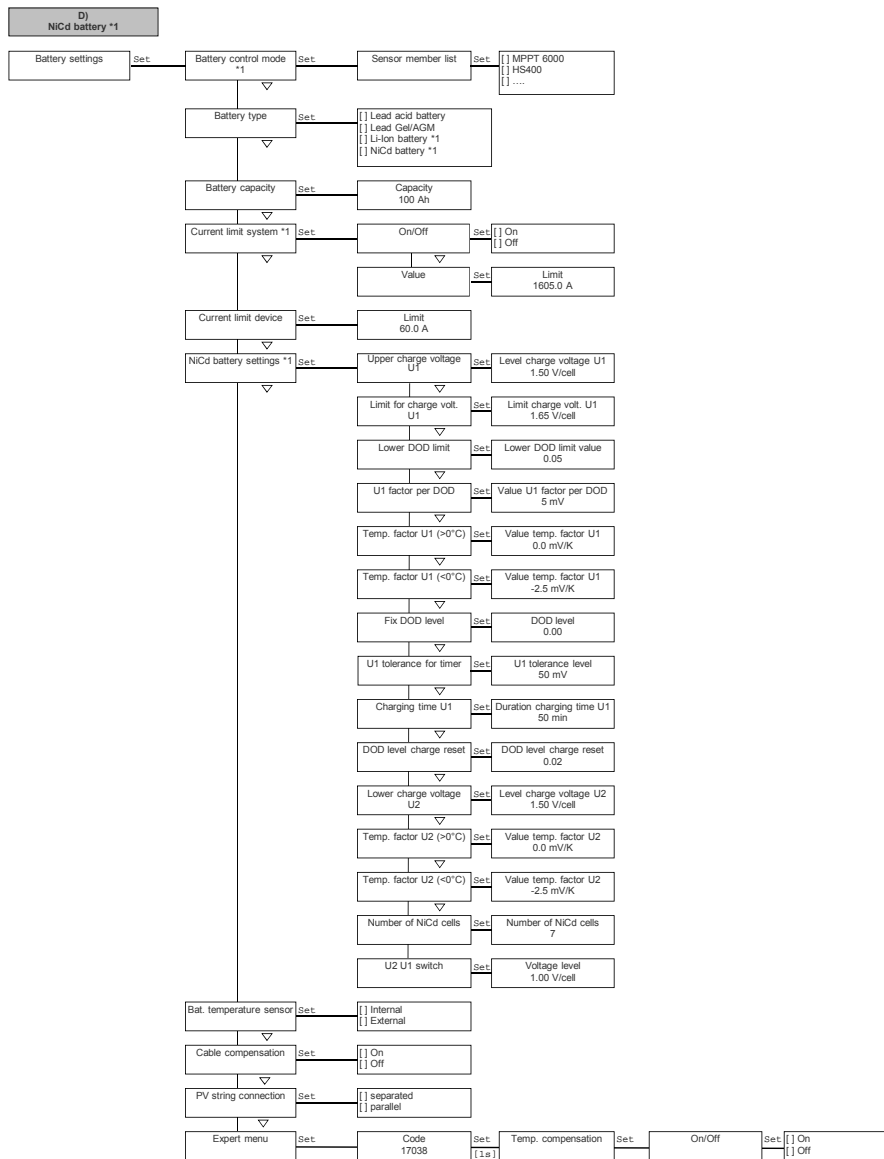 D)
NiCd battery *1
Battery settings
Set
Battery control mode
*1
Set
Sensor member list
Set
[ ] MPPT 6000
[ ] HS400
[ ] ....
Battery type
Set
[ ] Lead acid battery
[ ] Lead Gel/AGM
[ ] Li-Ion battery *1
[ ] NiCd battery *1
Battery capacity
Set
Capacity
100 Ah
Current limit system *1
Set
On/Off
Set
[ ] On
[ ] Off
Value
Set
Limit
1605.0 A
Current limit device
Set
Limit
60.0 A
NiCd battery settings *1
Set
Upper charge voltage
U1
Set
Level charge voltage U1
1.50 V/cell
Limit for charge volt.
U1
Set
Limit charge volt. U1
1.65 V/cell
Lower DOD limit
Set
Lower DOD limit value
0.05
U1 factor per DOD
Set
Value U1 factor per DOD
5 mV
Temp. factor U1 (>0°C)
Set
Value temp. factor U1
0.0 mV/K
Temp. factor U1 (<0°C)
Set
Value temp. factor U1
-2.5 mV/K
Fix DOD level
Set
DOD level
0.00
U1 tolerance for timer
Set
U1 tolerance level
50 mV
Charging time U1
Set
Duration charging time U1
50 min
DOD level charge reset
Set
DOD level charge reset
0.02
Lower charge voltage
U2
Set
Level charge voltage U2
1.50 V/cell
Temp. factor U2 (>0°C)
Set
Value temp. factor U2
0.0 mV/K
Temp. factor U2 (<0°C)
Set
Value temp. factor U2
-2.5 mV/K
Number of NiCd cells
Set
Number of NiCd cells
7
U2 U1 switch
Set
Voltage level
1.00 V/cell
Bat. temperature sensor
Set
[ ] Internal
[ ] External
Cable compensation
Set
[ ] On
[ ] Off
PV string connection
Set
[ ] separated
[ ] parallel
Expert menu
Set
Code
17038
Set
[1s]
Temp. compensation
Set
On/Off
Set
[ ] On
[ ] Off